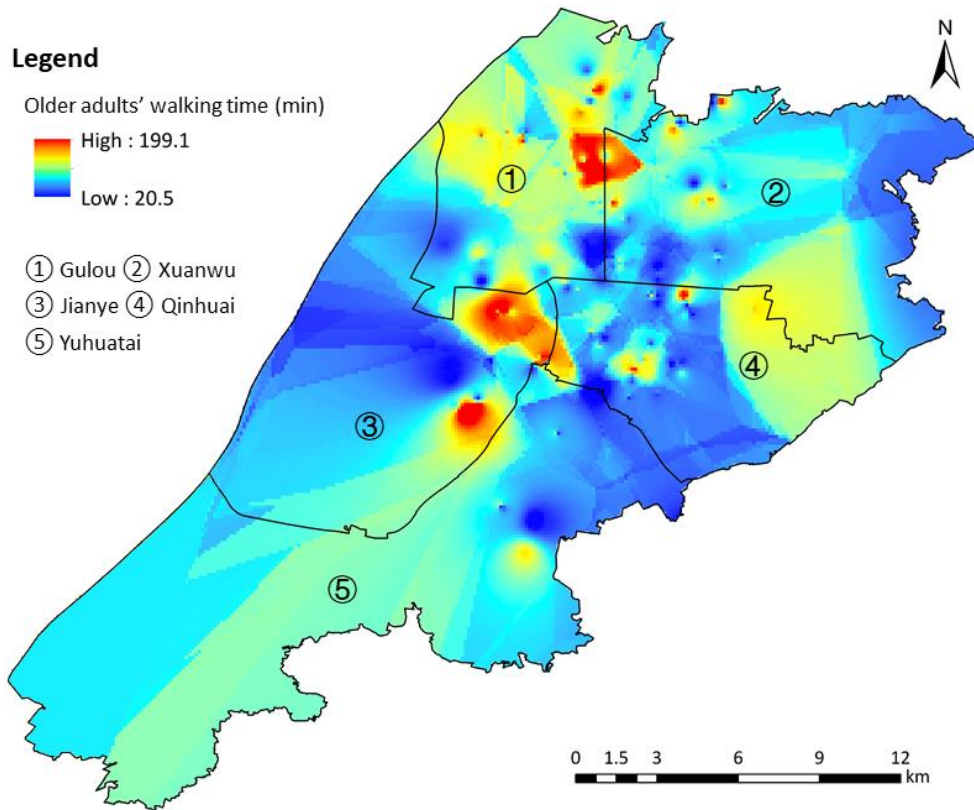 Legend
Older adults’ walking time (min)
High : 199.1
Low : 20.5
① Gulou ② Xuanwu
③ Jianye ④ Qinhuai
⑤ Yuhuatai
N
①
②
③
④
⑤
0 1.5 3 6 9 12
km